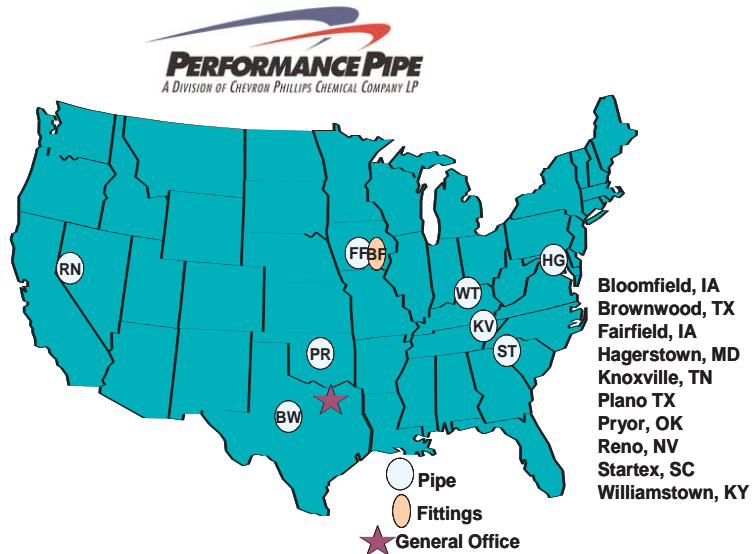 PERFORMANCE PIPE
A DIVISION OF CHEVRON PHILLIPS CHEMICAL COMPANY LP
RN
FF
BF
HG
WT
KV
ST
PR
BW
Bloomfield, IA
Brownwood, TX
Fairfield, IA
Hagerstown, MD
Knoxville, TN
Plano TX
Pryor, OK
Reno, NV
Startex, SC
Williamstown, KY
Pipe
Fittings
General Office